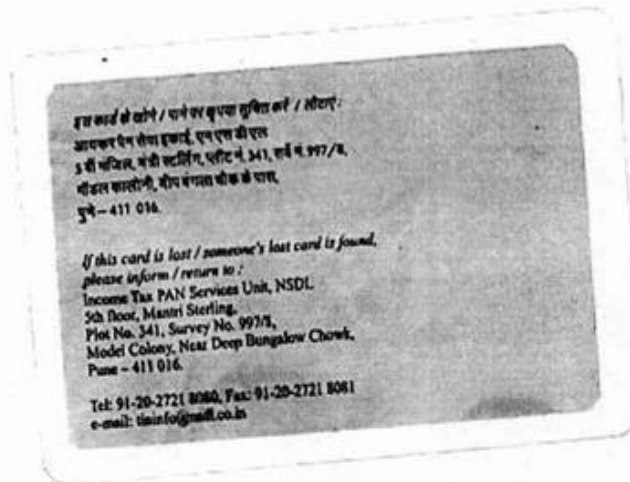 इस कार्ड के खोने / पाने पर कृपया सूचित करें / लौटाएं :
आयकर पैन सेवा इकाई, एन एस डी एल
5 वीं मंजिल, मंत्री स्टर्लिंग, प्लॉट नं. 341, सर्वे नं. 997/8,
मॉडल कालोनी, दीप बंगला चौक के पास,
पुणे – 411 016.
If this card is lost / someone's lost card is found,
please inform / return to :
Income Tax PAN Services Unit, NSDL
5th floor, Mantri Sterling,
Plot No. 341, Survey No. 997/8,
Model Colony, Near Deep Bungalow Chowk,
Pune – 411 016.
Tel: 91-20-2721 8080, Fax: 91-20-2721 8081
e-mail: tininfo@nsdl.co.in